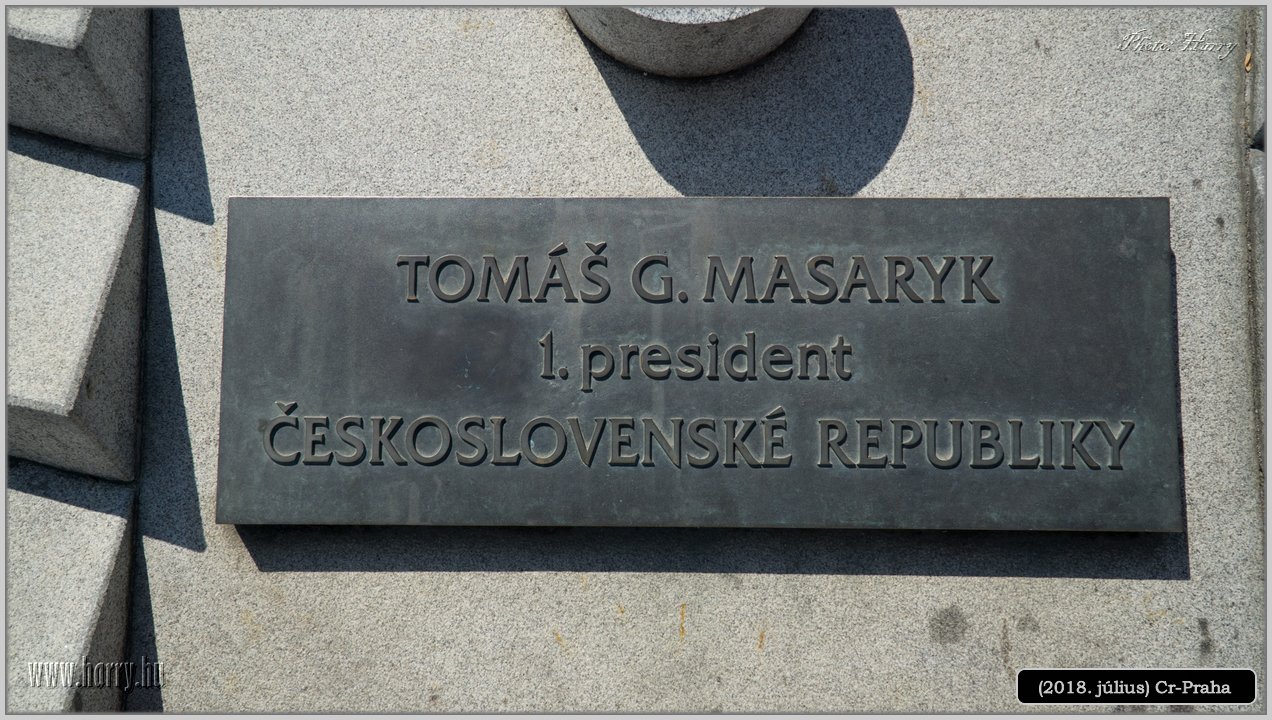 Photo: Harry
TOMÁŠ G. MASARYK
1. president
ČESKOSLOVENSKÉ REPUBLIKY
www.harry.hu
(2018. július) Cr-Praha